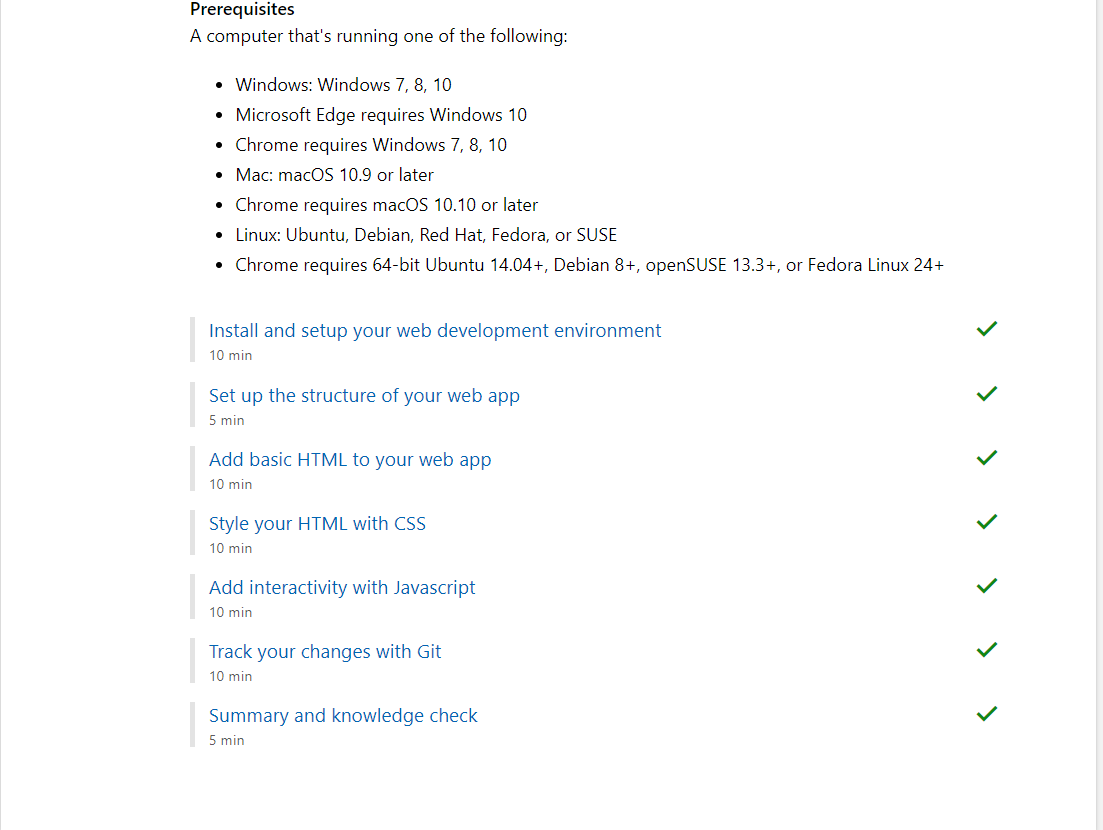 Prerequisites
A computer that's running one of the following:
Windows: Windows 7, 8, 10
Microsoft Edge requires Windows 10
Chrome requires Windows 7, 8, 10
Mac: macOS 10.9 or later
Chrome requires macOS 10.10 or later
Linux: Ubuntu, Debian, Red Hat, Fedora, or SUSE
Chrome requires 64-bit Ubuntu 14.04+, Debian 8+, openSUSE 13.3+, or Fedora Linux 24+
Install and setup your web development environment
10 min
Set up the structure of your web app
5 min
Add basic HTML to your web app
10 min
Style your HTML with CSS
10 min
Add interactivity with Javascript
10 min
Track your changes with Git
10 min
Summary and knowledge check
5 min